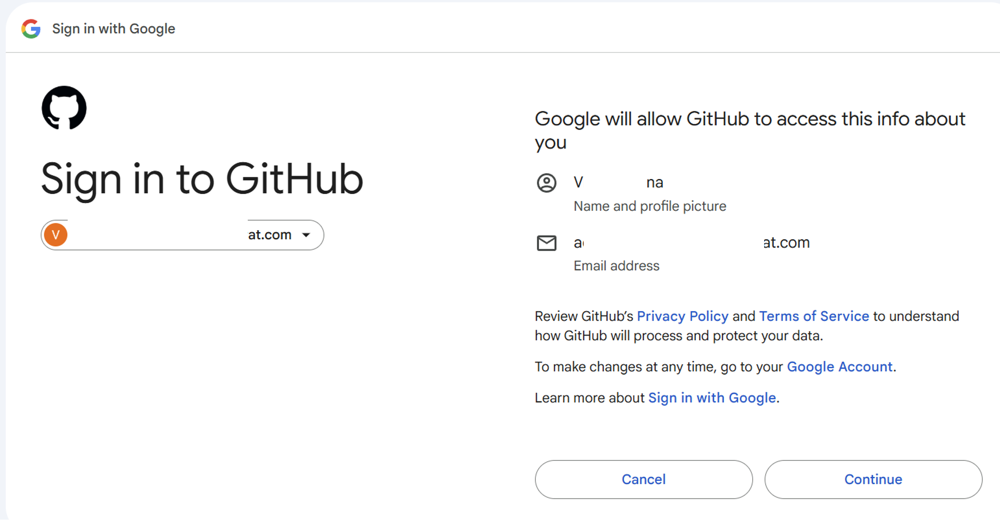 Sign in with Google
Sign in to GitHub
V
at.com
Google will allow GitHub to access this info about
you
V na
Name and profile picture
at.com
Email address
Review GitHub’s Privacy Policy and Terms of Service to understand
how GitHub will process and protect your data.
To make changes at any time, go to your Google Account.
Learn more about Sign in with Google.
Cancel
Continue